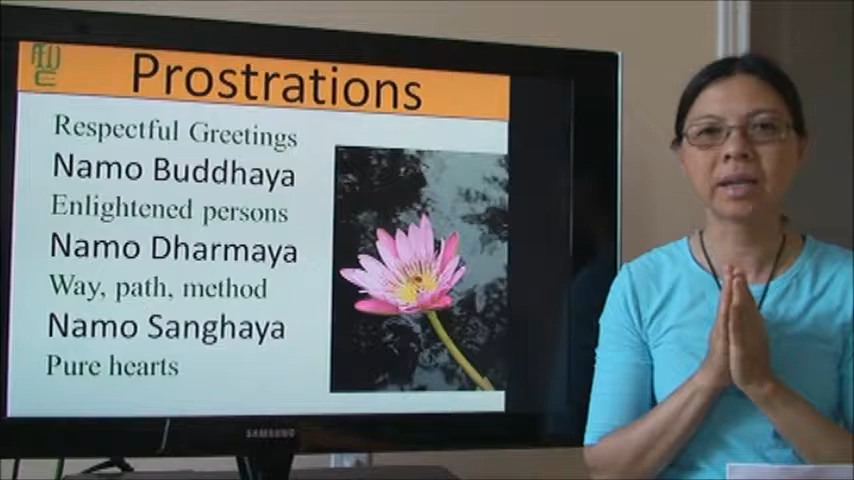 Prostrations
Respectful Greetings
Namo Buddhaya
Enlightened persons
Namo Dharmaya
Way, path, method
Namo Sanghaya
Pure hearts
SAMSUNG